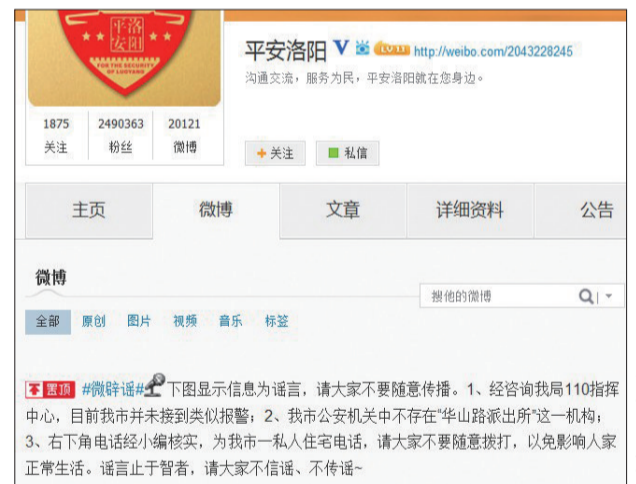 平洛
安阳
FOR THE SECURITY
OF LUOYANG
平安洛阳 V LV13 http://weibo.com/2043228245
沟通交流，服务为民，平安洛阳就在您身边。
1875 2490363 20121
关注 粉丝 微博
+关注 私信
主页 微博 文章 详细资料 公告
微博
搜他的微博
全部 原创 图片 视频 音乐 标签
置顶 #微辟谣# 下图显示信息为谣言，请大家不要随意传播。1、经咨询我局110指挥
中心，目前我市并未接到类似报警；2、我市公安机关中不存在“华山路派出所”这一机构；
3、右下角电话经小编核实，为我市一私人住宅电话，请大家不要随意拨打，以免影响人家
正常生活。谣言止于智者，请大家不信谣、不传谣~